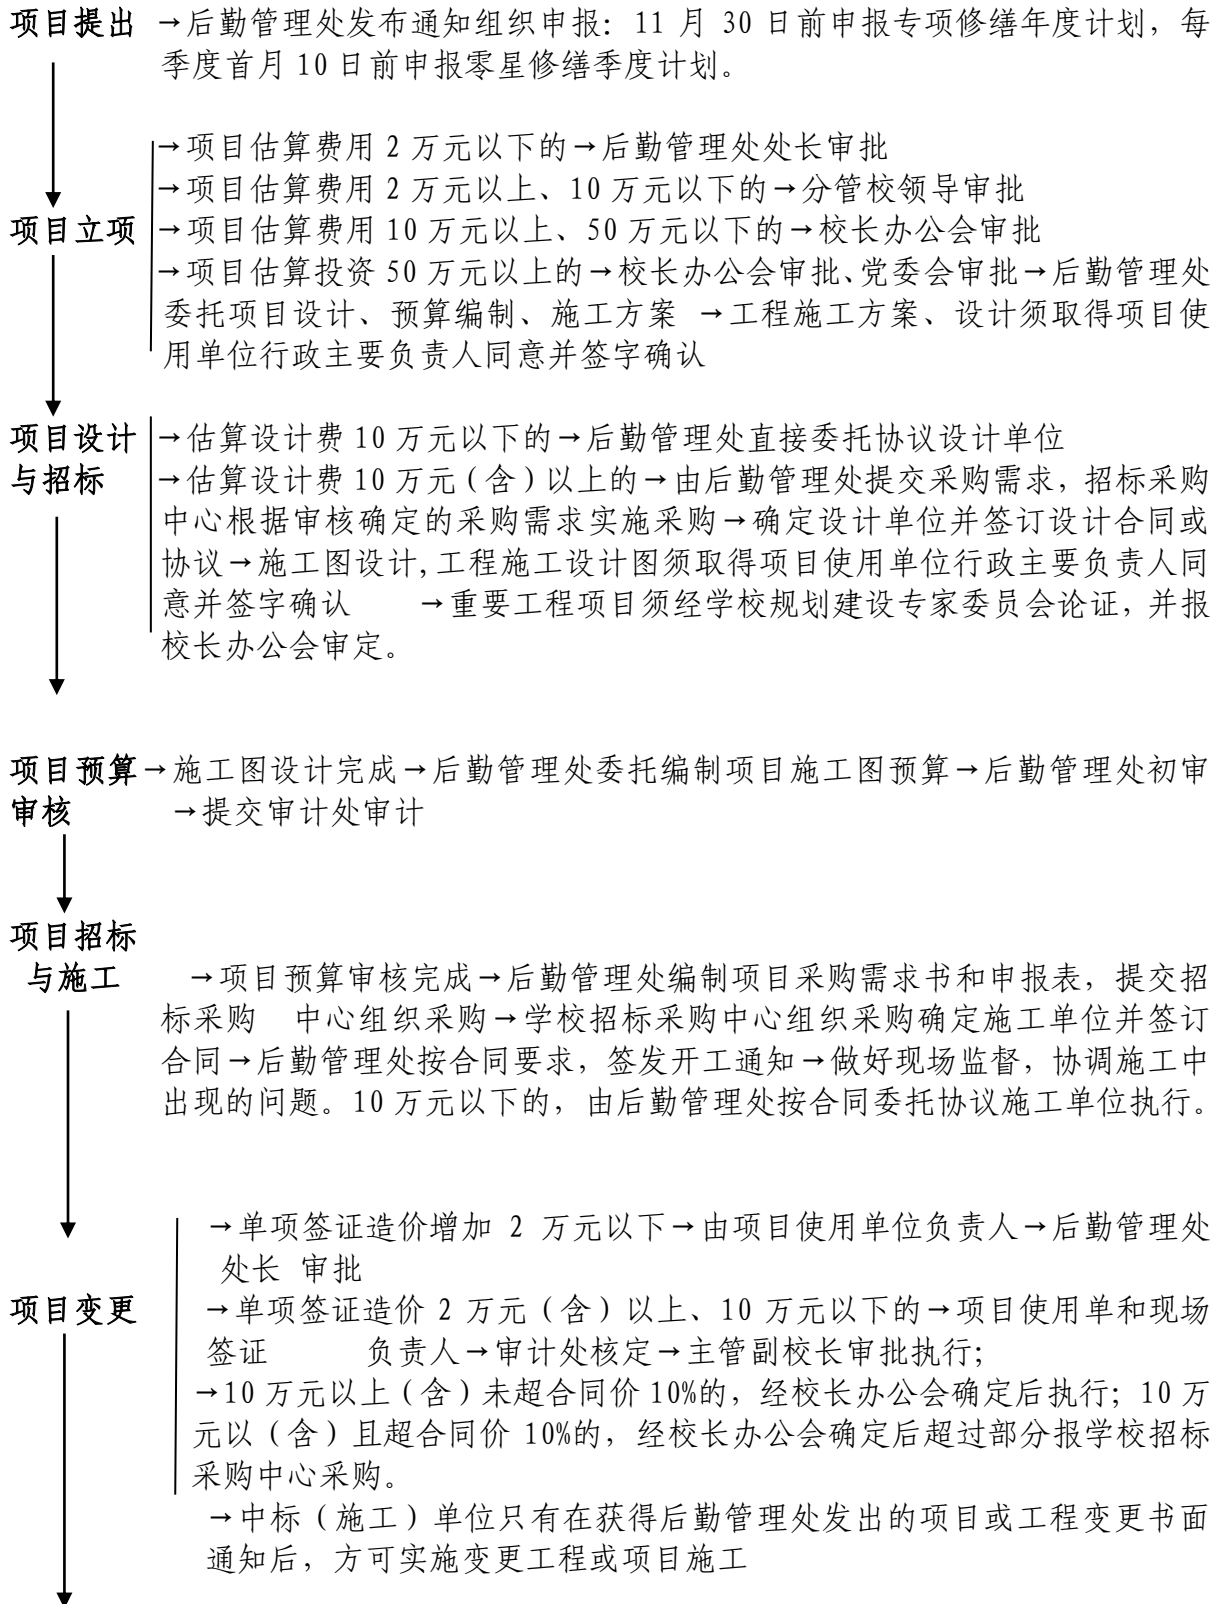 项目提出 →后勤管理处发布通知组织申报：11 月 30 日前申报专项修缮年度计划，每
季度首月 10 日前申报零星修缮季度计划。
→项目估算费用 2 万元以下的→后勤管理处处长审批
→项目估算费用 2 万元以上、10 万元以下的→分管校领导审批
项目立项 →项目估算费用 10 万元以上、50 万元以下的→校长办公会审批
→项目估算投资 50 万元以上的→校长办公会审批、党委会审批→后勤管理处
委托项目设计、预算编制、施工方案 →工程施工方案、设计须取得项目使
用单位行政主要负责人同意并签字确认
项目设计 →估算设计费 10 万元以下的→后勤管理处直接委托协议设计单位
与招标 →估算设计费 10 万元（含）以上的→由后勤管理处提交采购需求，招标采购
中心根据审核确定的采购需求实施采购→确定设计单位并签订设计合同或
协议→施工图设计,工程施工设计图须取得项目使用单位行政主要负责人同
意并签字确认 →重要工程项目须经学校规划建设专家委员会论证，并报
校长办公会审定。
项目预算→施工图设计完成→后勤管理处委托编制项目施工图预算→后勤管理处初审
审核 →提交审计处审计
项目招标
与施工 →项目预算审核完成→后勤管理处编制项目采购需求书和申报表，提交招
标采购 中心组织采购→学校招标采购中心组织采购确定施工单位并签订
合同→后勤管理处按合同要求，签发开工通知→做好现场监督，协调施工中
出现的问题。10 万元以下的，由后勤管理处按合同委托协议施工单位执行。
→单项签证造价增加 2 万元以下→由项目使用单位负责人→后勤管理处
处长 审批
项目变更 →单项签证造价 2 万元（含）以上、10 万元以下的→项目使用单和现场
签证 负责人→审计处核定→主管副校长审批执行；
→10 万元以上（含）未超合同价 10%的，经校长办公会确定后执行；10 万
元以（含）且超合同价 10%的，经校长办公会确定后超过部分报学校招标
采购中心采购。
→中标（施工）单位只有在获得后勤管理处发出的项目或工程变更书面
通知后，方可实施变更工程或项目施工